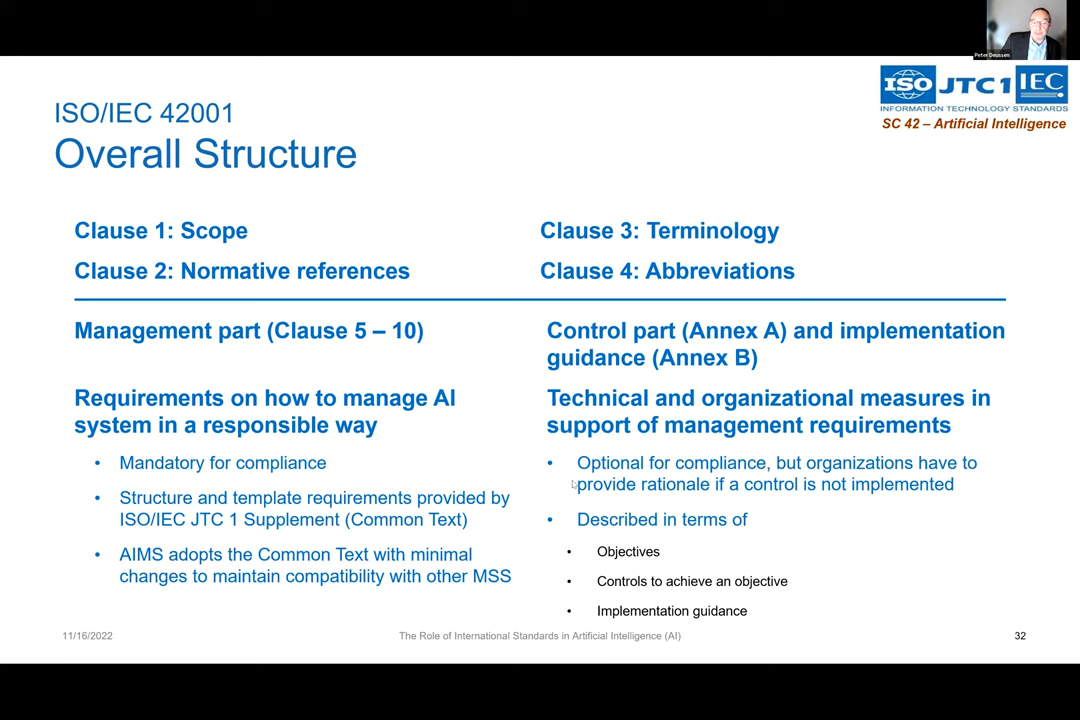 Peter Deussen
ISO JTC 1 IEC
INFORMATION TECHNOLOGY STANDARDS
SC 42 – Artificial Intelligence
ISO/IEC 42001
Overall Structure
Clause 1: Scope
Clause 2: Normative references
Clause 3: Terminology
Clause 4: Abbreviations
Management part (Clause 5 – 10)
Requirements on how to manage AI
system in a responsible way
• Mandatory for compliance
• Structure and template requirements provided by
ISO/IEC JTC 1 Supplement (Common Text)
• AIMS adopts the Common Text with minimal
changes to maintain compatibility with other MSS
Control part (Annex A) and implementation
guidance (Annex B)
Technical and organizational measures in
support of management requirements
• Optional for compliance, but organizations have to
provide rationale if a control is not implemented
• Described in terms of
• Objectives
• Controls to achieve an objective
• Implementation guidance
11/16/2022
The Role of International Standards in Artificial Intelligence (AI)
32